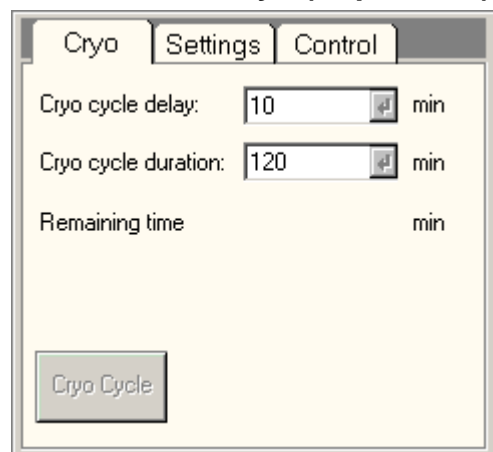 Cryo Settings Control
Cryo cycle delay: 10 min
Cryo cycle duration: 120 min
Remaining time min
Cryo Cycle